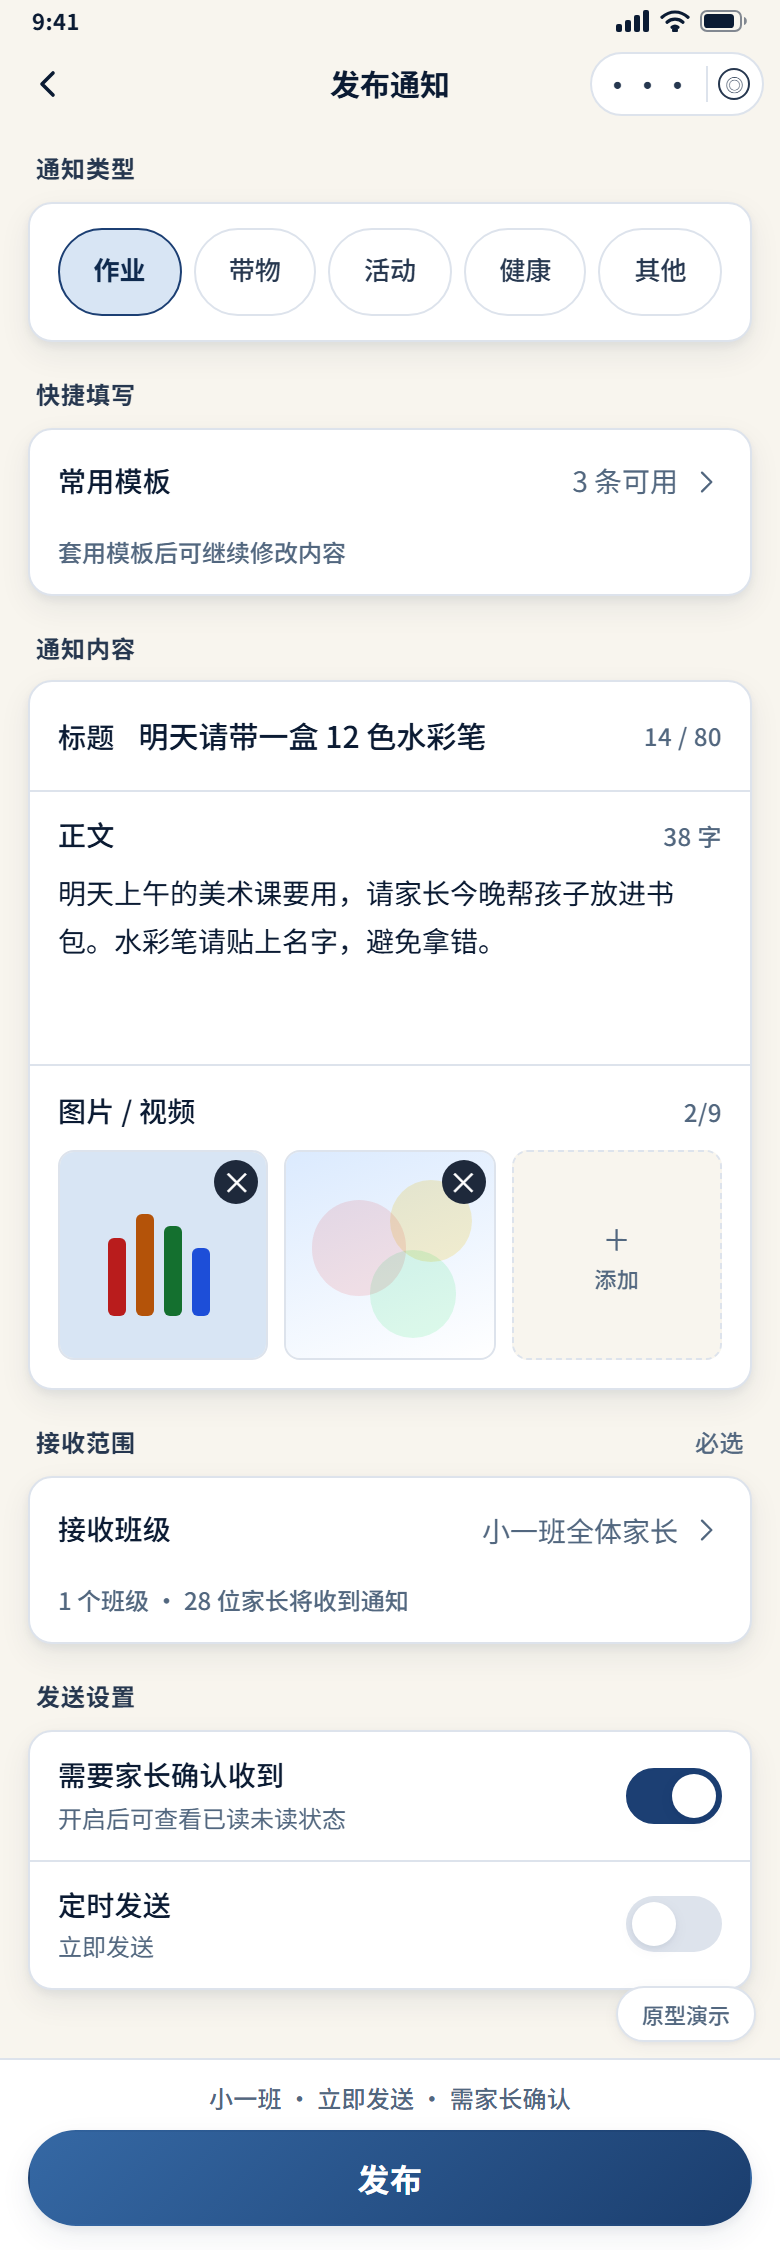 9:41
发布通知
通知类型
作业
带物
活动
健康
其他
快捷填写
常用模板
3 条可用
套用模板后可继续修改内容
通知内容
标题
明天请带一盒 12 色水彩笔
14 / 80
正文
38 字
明天上午的美术课要用，请家长今晚帮孩子放进书
包。水彩笔请贴上名字，避免拿错。
图片 / 视频
2/9
添加
接收范围
必选
接收班级
小一班全体家长
1 个班级 · 28 位家长将收到通知
发送设置
需要家长确认收到
开启后可查看已读未读状态
定时发送
立即发送
原型演示
小一班 · 立即发送 · 需家长确认
发布